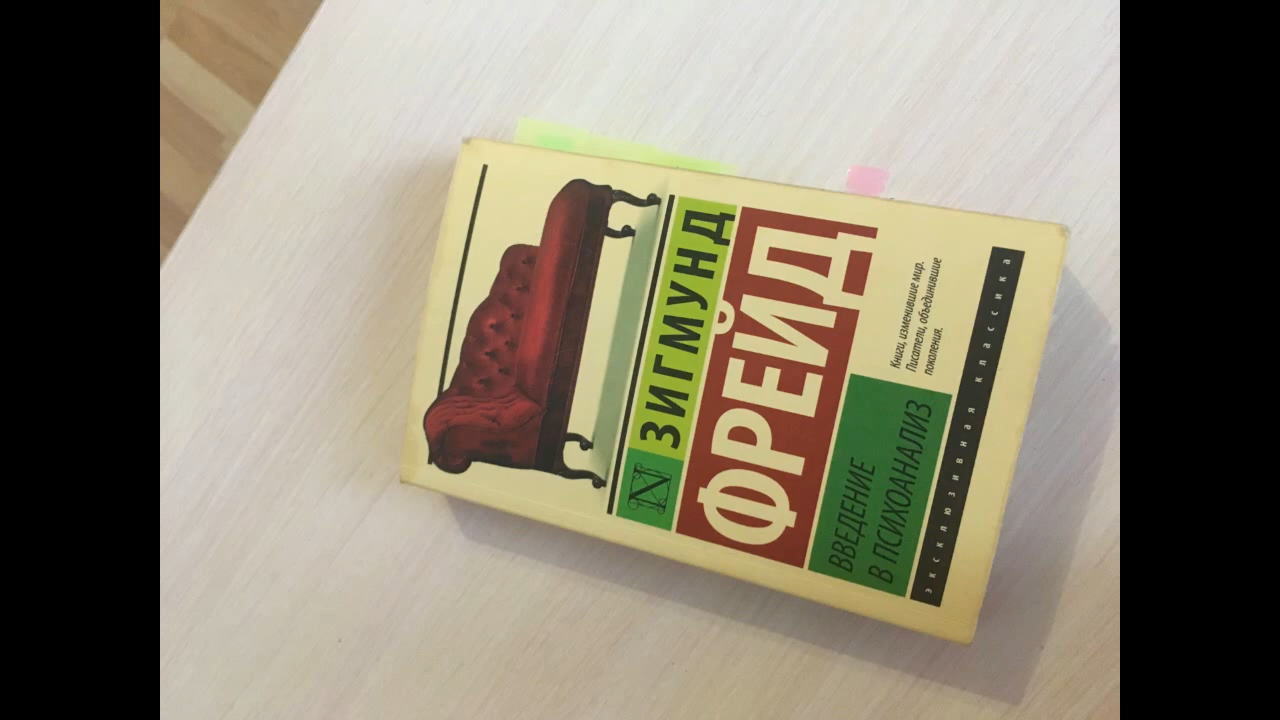 ЗИГМУНД
ФРЕЙД
Книги, изменившие мир.
Писатели, объединившие
поколения.
ВВЕДЕНИЕ
В ПСИХОАНАЛИЗ
эксклюзивная классика